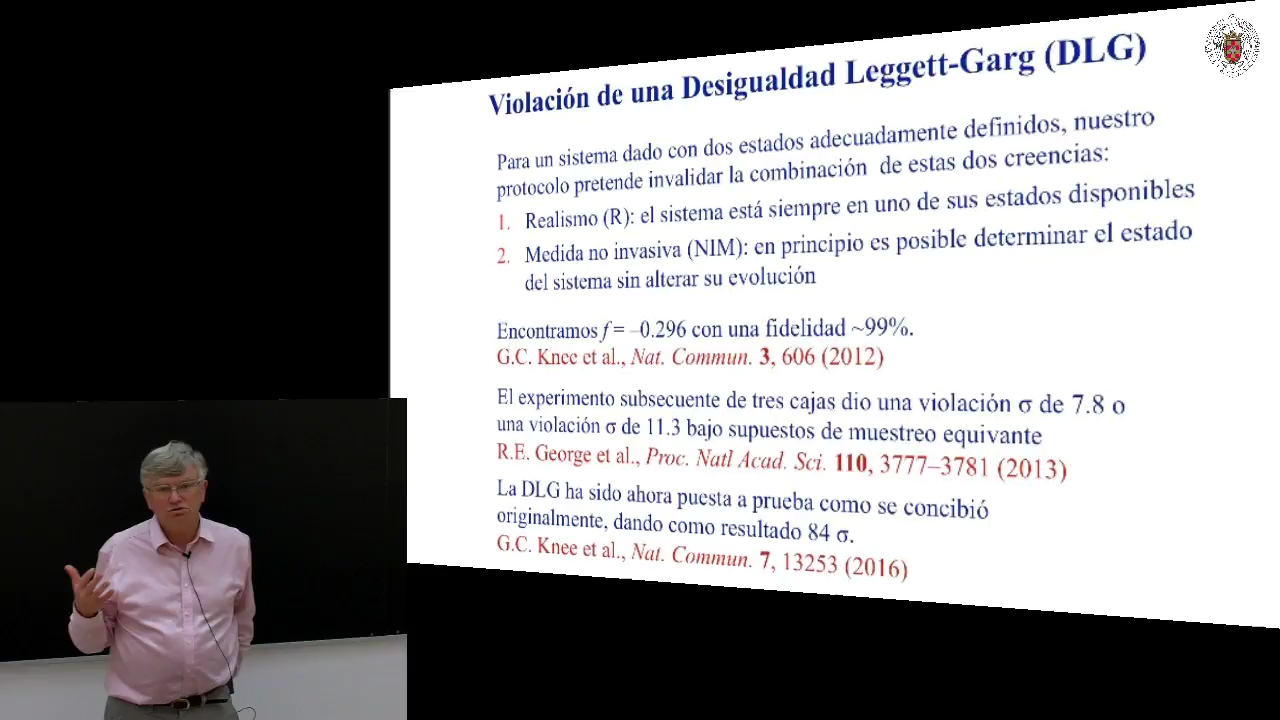 Violación de una Desigualdad Leggett-Garg (DLG)
Para un sistema dado con dos estados adecuadamente definidos, nuestro
protocolo pretende invalidar la combinación de estas dos creencias:
1. Realismo (R): el sistema está siempre en uno de sus estados disponibles
2. Medida no invasiva (NIM): en principio es posible determinar el estado
del sistema sin alterar su evolución
Encontramos f = –0.296 con una fidelidad ~99%.
G.C. Knee et al., Nat. Commun. 3, 606 (2012)
El experimento subsecuente de tres cajas dio una violación σ de 7.8 o
una violación σ de 11.3 bajo supuestos de muestreo equivante
R.E. George et al., Proc. Natl Acad. Sci. 110, 3777–3781 (2013)
La DLG ha sido ahora puesta a prueba como se concibió
originalmente, dando como resultado 84 σ.
G.C. Knee et al., Nat. Commun. 7, 13253 (2016)